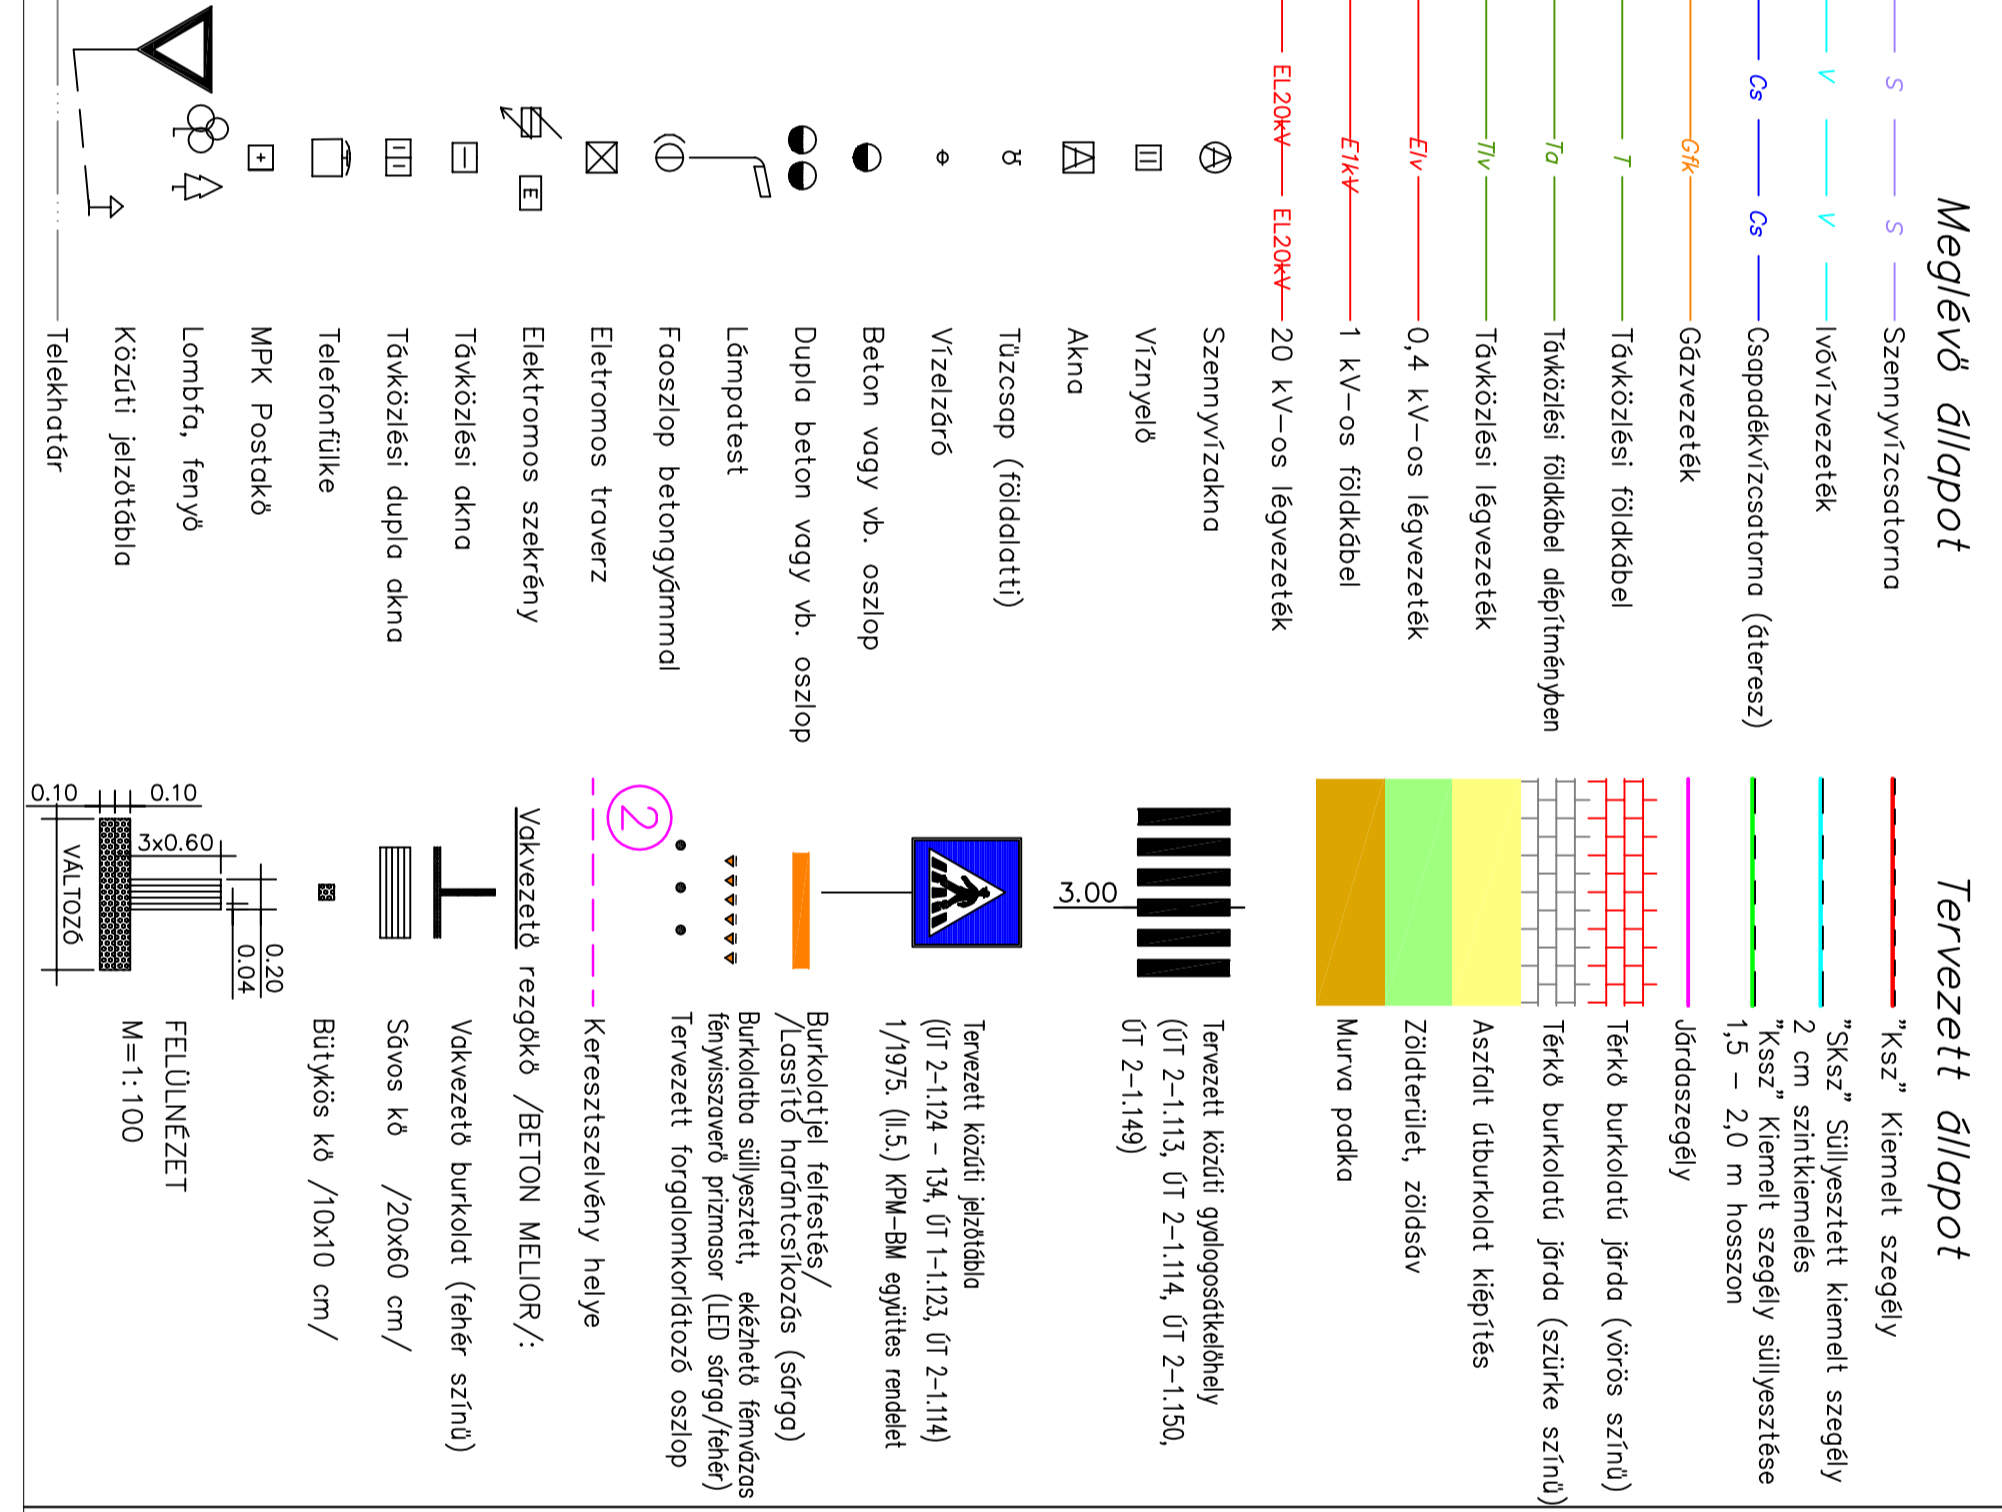 Meglévő állapot
S S Szennyvízcsatorna
V V Ivóvízvezeték
Cs Cs Csapadékvízcsatorna (áteresz)
Gfk Gázvezeték
T Távközlési földkábel
Ta Távközlési földkábel alépítményben
Tlv Távközlési légvezeték
Elv 0,4 kV-os légvezeték
E1kV 1 kV-os földkábel
EL20kV EL20kV 20 kV-os légvezeték
A Szennyvízakna
Víznyelő
A Akna
Tűzcsap (földalatti)
Vízelzáró
Beton vagy vb. oszlop
Dupla beton vagy vb. oszlop
Lámpatest
Faoszlop betongyámmal
Eletromos traverz
E Elektromos szekrény
Távközlési akna
Távközlési dupla akna
Telefonfülke
MPK Postakő
Lombfa, fenyő
Közúti jelzőtábla
Telekhatár
Tervezett állapot
"Ksz" Kiemelt szegély
"SKsz" Süllyesztett kiemelt szegély
2 cm szintkiemelés
"Kssz" Kiemelt szegély süllyesztése
1,5 - 2,0 m hosszon
Járdaszegély
Térkő burkolatú járda (vörös színű)
Térkő burkolatú járda (szürke színű)
Aszfalt útburkolat kiépítés
Zöldterület, zöldsáv
Murva padka
3.00
Tervezett közúti gyalogosátkelőhely
(ÚT 2-1.113, ÚT 2-1.114, ÚT 2-1.150,
ÚT 2-1.149)
Tervezett közúti jelzőtábla
(ÚT 2-1.124 - 134, ÚT 1-1.123, ÚT 2-1.114)
1/1975. (II.5.) KPM-BM együttes rendelet
Burkolatjel felfestés/
/Lassító harántcsíkozás (sárga)
Burkolatba süllyesztett, ekézhető fémvázas
fényvisszaverő prizmasor (LED sárga/fehér)
Tervezett forgalomkorlátozó oszlop
2
Keresztszelvény helye
Vakvezető rezgőkő /BETON MELIOR/:
Vakvezető burkolat (fehér színű)
Sávos kő /20x60 cm/
Bütykös kő /10x10 cm/
FELÜLNÉZET
M=1:100
0.10 0.10
3x0.60
VÁLTOZÓ
0.20
0.04